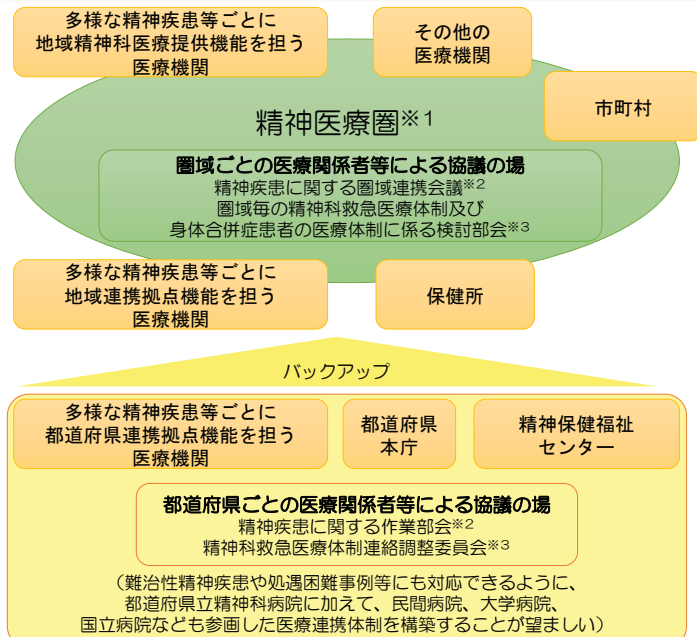 多様な精神疾患等ごとに
地域精神科医療提供機能を担う
医療機関
その他の
医療機関
市町村
精神医療圏※1
圏域ごとの医療関係者等による協議の場
精神疾患に関する圏域連携会議※2
圏域毎の精神科救急医療体制及び
身体合併症患者の医療体制に係る検討部会※3
多様な精神疾患等ごとに
地域連携拠点機能を担う
医療機関
保健所
バックアップ
多様な精神疾患等ごとに
都道府県連携拠点機能を担う
医療機関
都道府県
本庁
精神保健福祉
センター
都道府県ごとの医療関係者等による協議の場
精神疾患に関する作業部会※2
精神科救急医療体制連絡調整委員会※3
（難治性精神疾患や処遇困難事例等にも対応できるように、
都道府県立精神科病院に加えて、民間病院、大学病院、
国立病院なども参画した医療連携体制を構築することが望ましい）